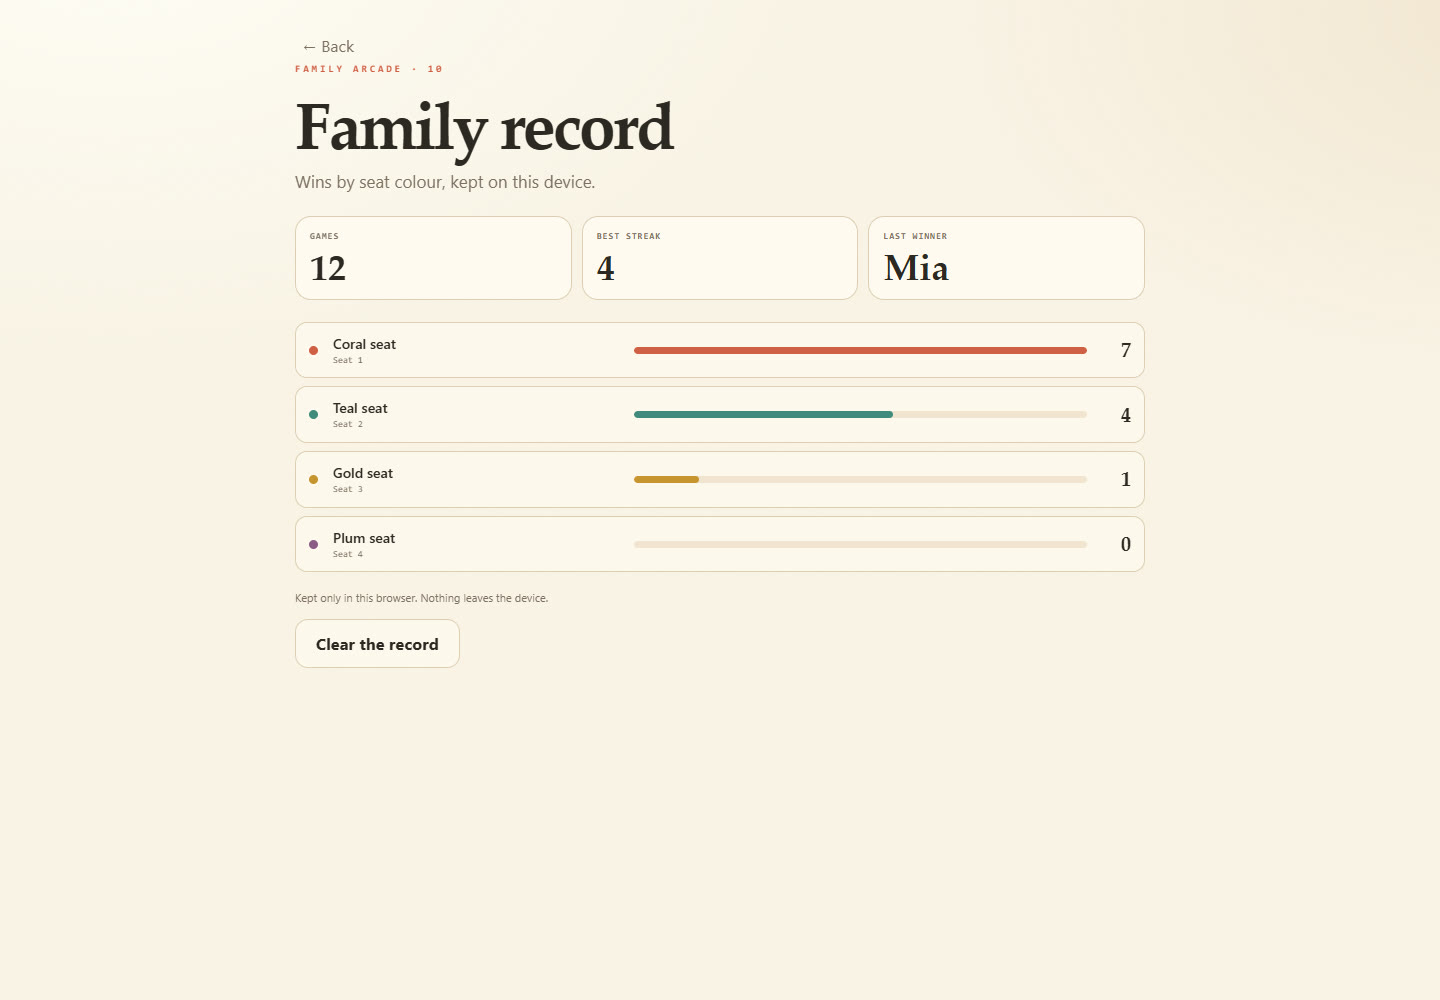 ← Back
FAMILY ARCADE · 10
Family record
Wins by seat colour, kept on this device.
GAMES
12
BEST STREAK
4
LAST WINNER
Mia
Coral seat
Seat 1
7
Teal seat
Seat 2
4
Gold seat
Seat 3
1
Plum seat
Seat 4
0
Kept only in this browser. Nothing leaves the device.
Clear the record